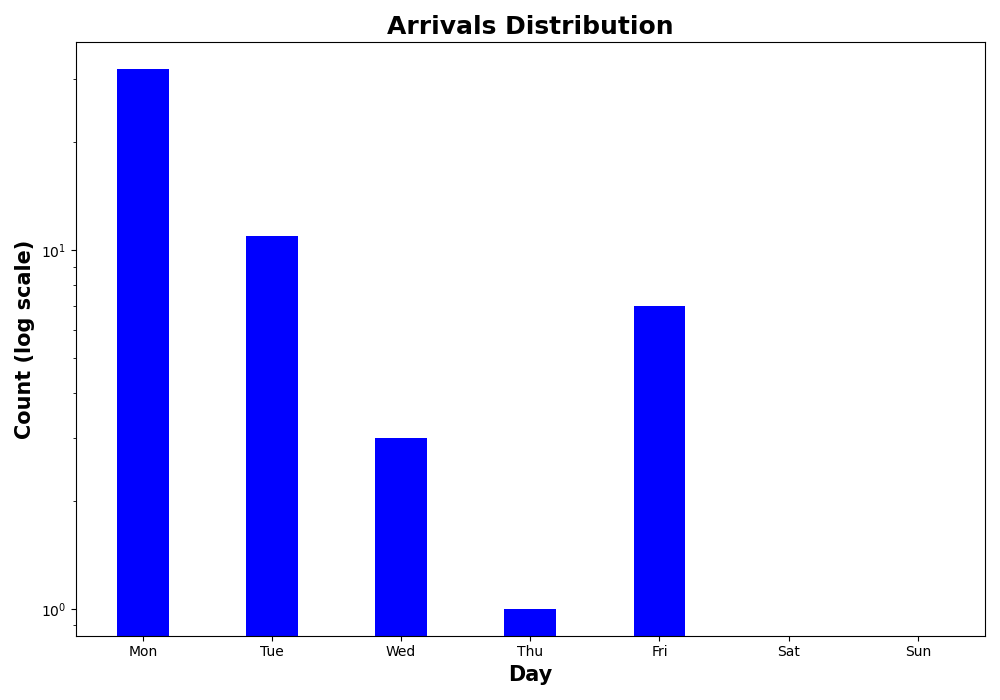 Arrivals Distribution
Count (log scale)
10¹
10⁰
Mon Tue Wed Thu Fri Sat Sun
Day